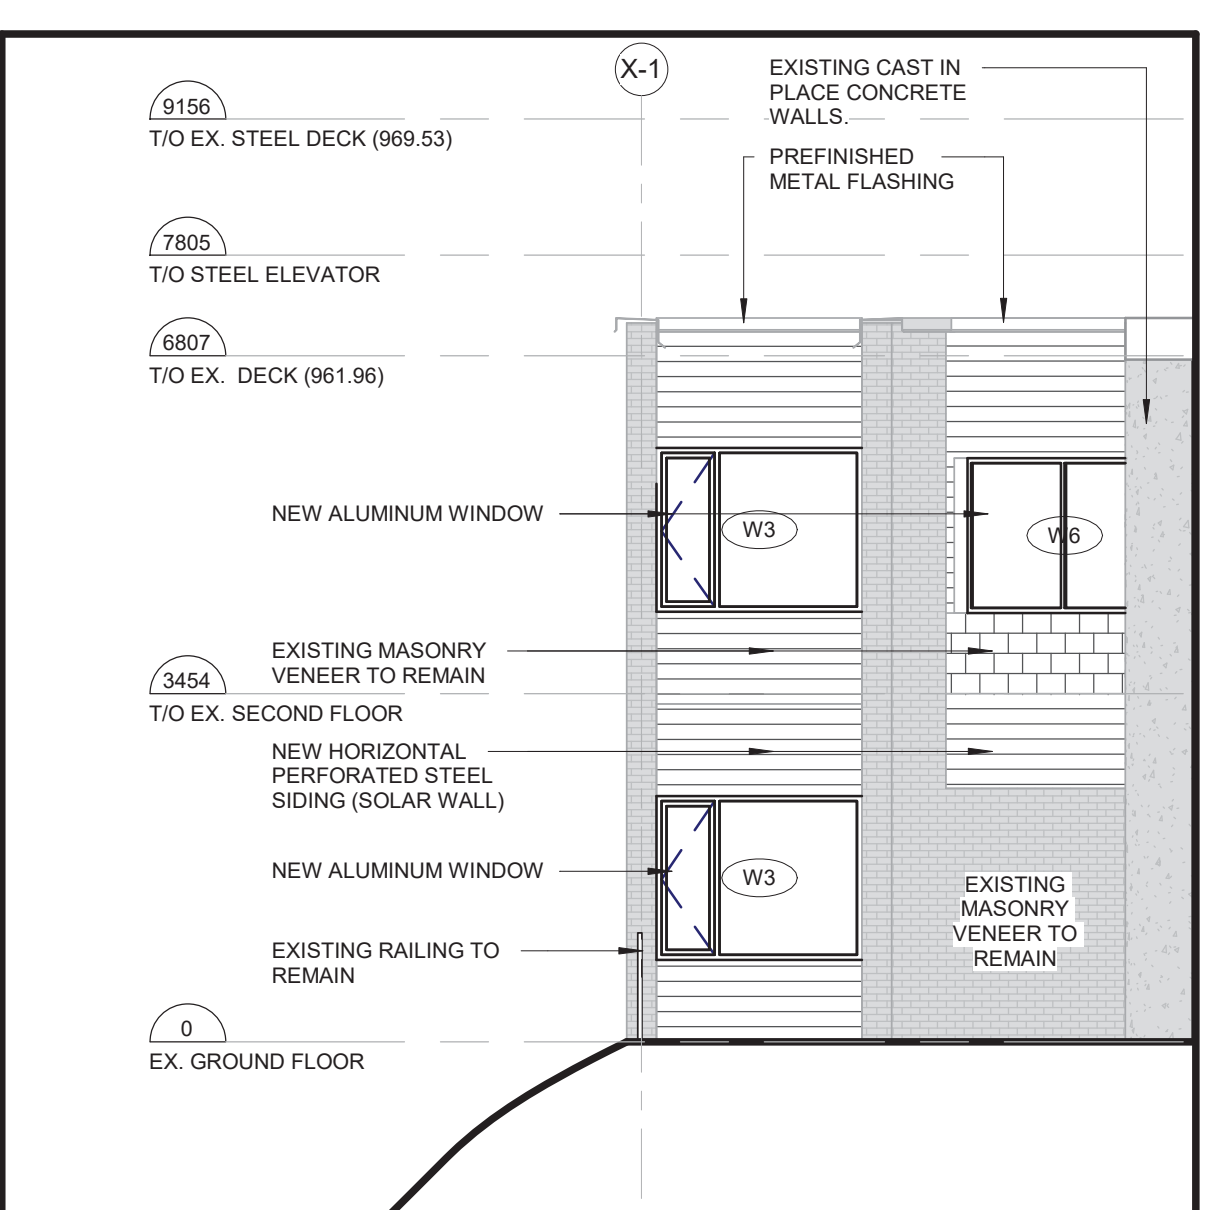 X-1
EXISTING CAST IN
PLACE CONCRETE
WALLS.
9156
T/O EX. STEEL DECK (969.53)
PREFINISHED
METAL FLASHING
7805
T/O STEEL ELEVATOR
6807
T/O EX. DECK (961.96)
NEW ALUMINUM WINDOW
W3
W6
EXISTING MASONRY
VENEER TO REMAIN
3454
T/O EX. SECOND FLOOR
NEW HORIZONTAL
PERFORATED STEEL
SIDING (SOLAR WALL)
NEW ALUMINUM WINDOW
W3
EXISTING
MASONRY
VENEER TO
REMAIN
EXISTING RAILING TO
REMAIN
0
EX. GROUND FLOOR